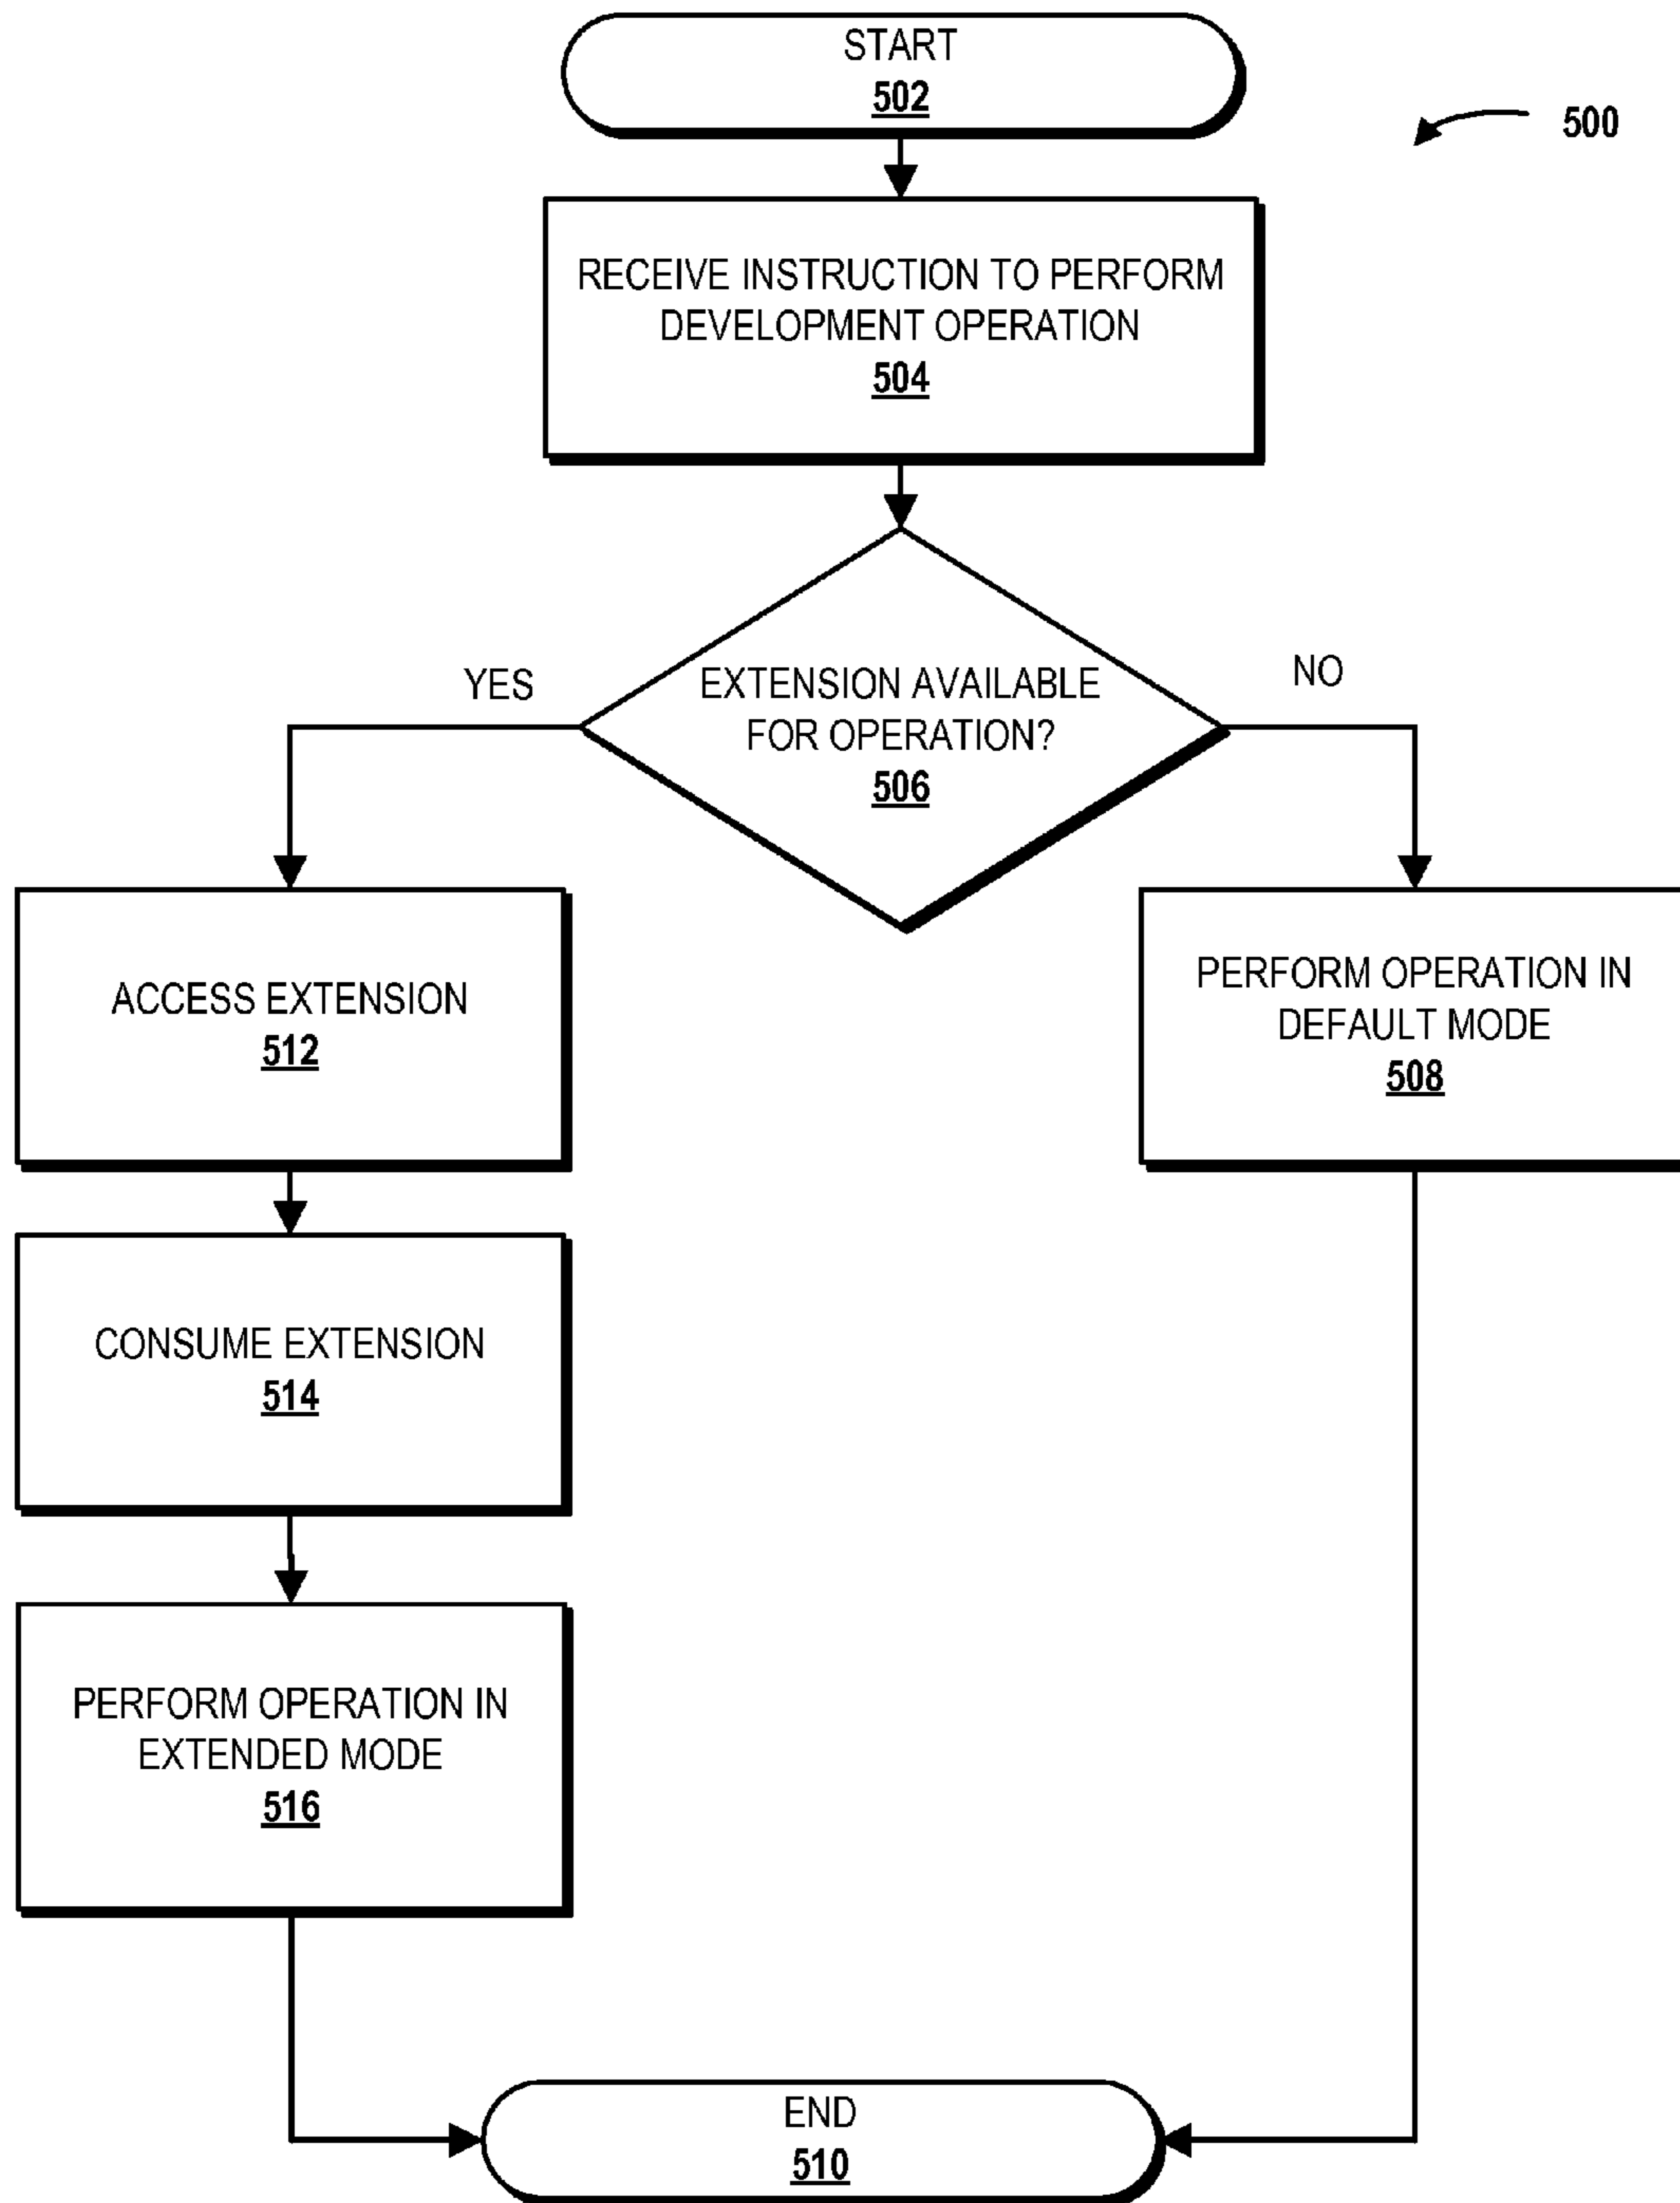 START
502
500
RECEIVE INSTRUCTION TO PERFORM
DEVELOPMENT OPERATION
504
YES
EXTENSION AVAILABLE
FOR OPERATION?
506
NO
ACCESS EXTENSION
512
PERFORM OPERATION IN
DEFAULT MODE
508
CONSUME EXTENSION
514
PERFORM OPERATION IN
EXTENDED MODE
516
END
510